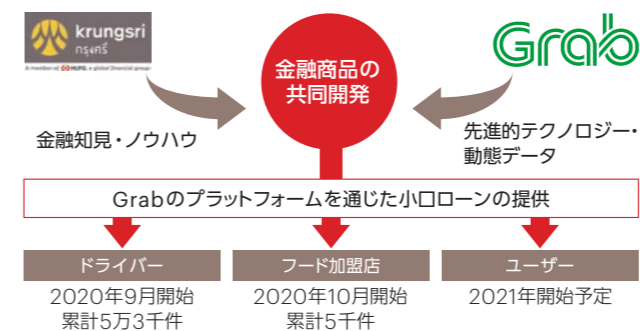 krungsri
กรุงศรี
A member of MUFG, a global financial group
Grab
金融商品の
共同開発
金融知見・ノウハウ
先進的テクノロジー・
動態データ
Grabのプラットフォームを通じた小口ローンの提供
ドライバー
フード加盟店
ユーザー
2020年9月開始
累計5万3千件
2020年10月開始
累計5千件
2021年開始予定